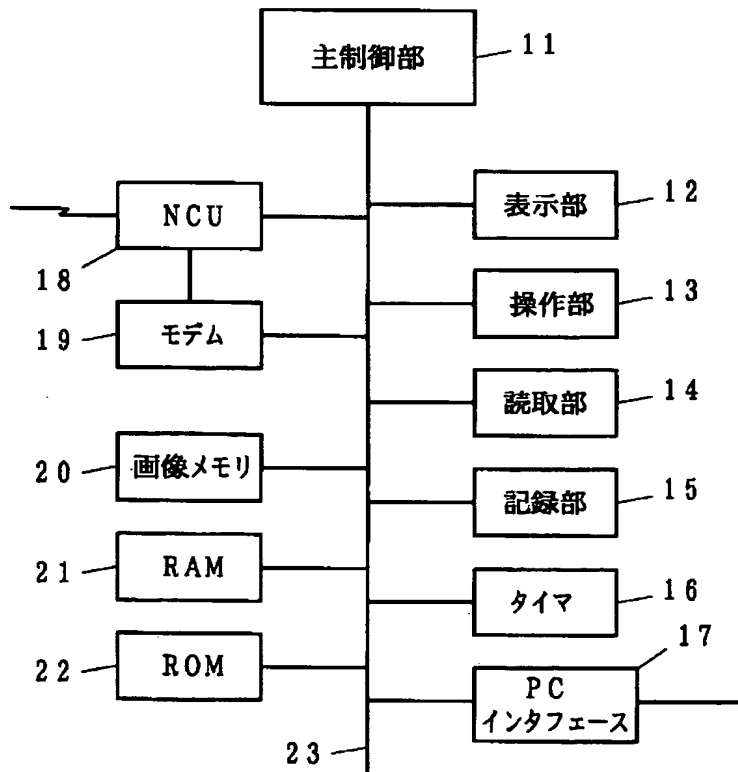 主制御部
11
NCU
18
表示部
12
モデム
19
操作部
13
読取部
14
画像メモリ
20
記録部
15
RAM
21
タイマ
16
ROM
22
PC
インタフェース
17
23